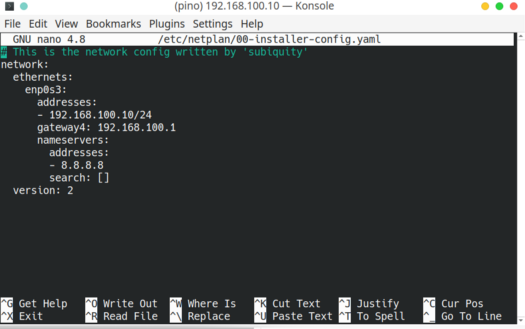 (pino) 192.168.100.10 — Konsole
File Edit View Bookmarks Plugins Settings Help
GNU nano 4.8 /etc/netplan/00-installer-config.yaml
# This is the network config written by 'subiquity'
network:
  ethernets:
    enp0s3:
      addresses:
      - 192.168.100.10/24
      gateway4: 192.168.100.1
      nameservers:
        addresses:
        - 8.8.8.8
        search: []
  version: 2
^G Get Help ^O Write Out ^W Where Is ^K Cut Text ^J Justify ^C Cur Pos
^X Exit ^R Read File ^\ Replace ^U Paste Text ^T To Spell ^_ Go To Line